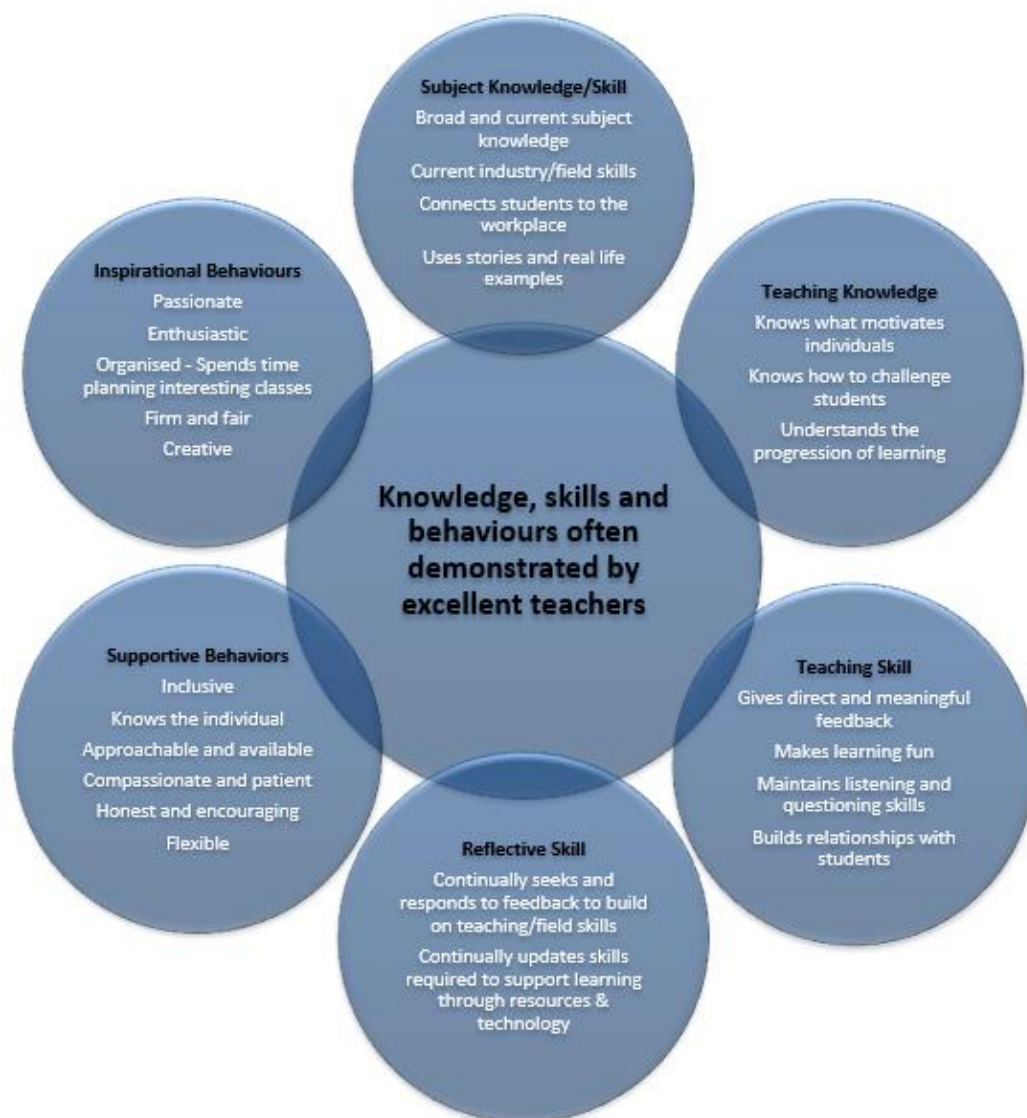 Subject Knowledge/Skill
Broad and current subject
knowledge
Current industry/field skills
Connects students to the
workplace
Uses stories and real life
examples
Inspirational Behaviours
Passionate
Enthusiastic
Organised - Spends time
planning interesting classes
Firm and fair
Creative
Teaching Knowledge
Knows what motivates
individuals
Knows how to challenge
students
Understands the
progression of learning
Knowledge, skills and
behaviours often
demonstrated by
excellent teachers
Supportive Behaviors
Inclusive
Knows the individual
Approachable and available
Compassionate and patient
Honest and encouraging
Flexible
Teaching Skill
Gives direct and meaningful
feedback
Makes learning fun
Maintains listening and
questioning skills
Builds relationships with
students
Reflective Skill
Continually seeks and
responds to feedback to build
on teaching/field skills
Continually updates skills
required to support learning
through resources &
technology